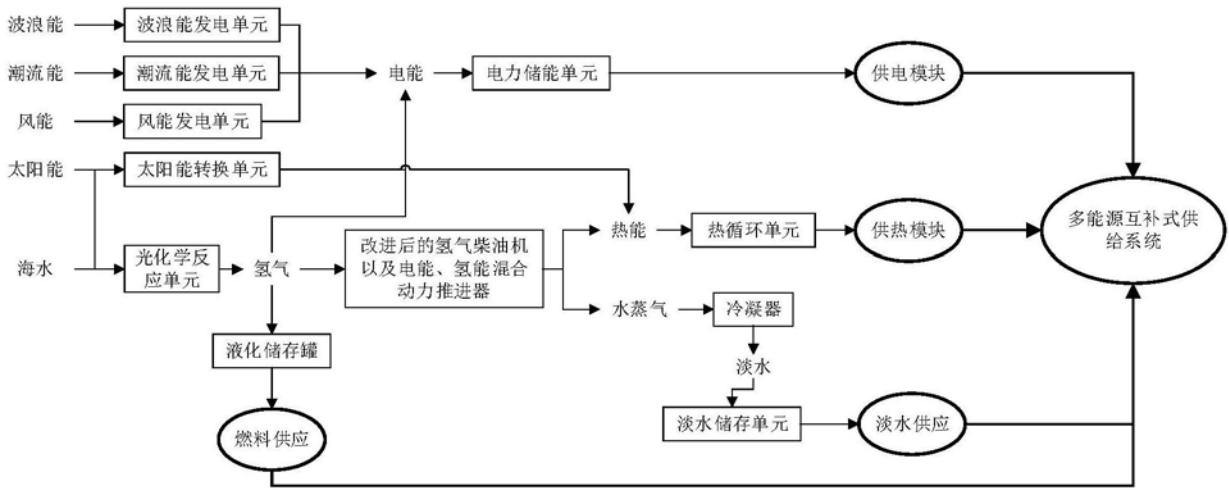 波浪能
波浪能发电单元
潮流能
潮流能发电单元
电能
电力储能单元
供电模块
风能
风能发电单元
太阳能
太阳能转换单元
多能源互补式供
给系统
热能
热循环单元
供热模块
海水
光化学反
应单元
氢气
改进后的氢气柴油机
以及电能、氢能混合
动力推进器
水蒸气
冷凝器
液化储存罐
淡水
淡水储存单元
淡水供应
燃料供应